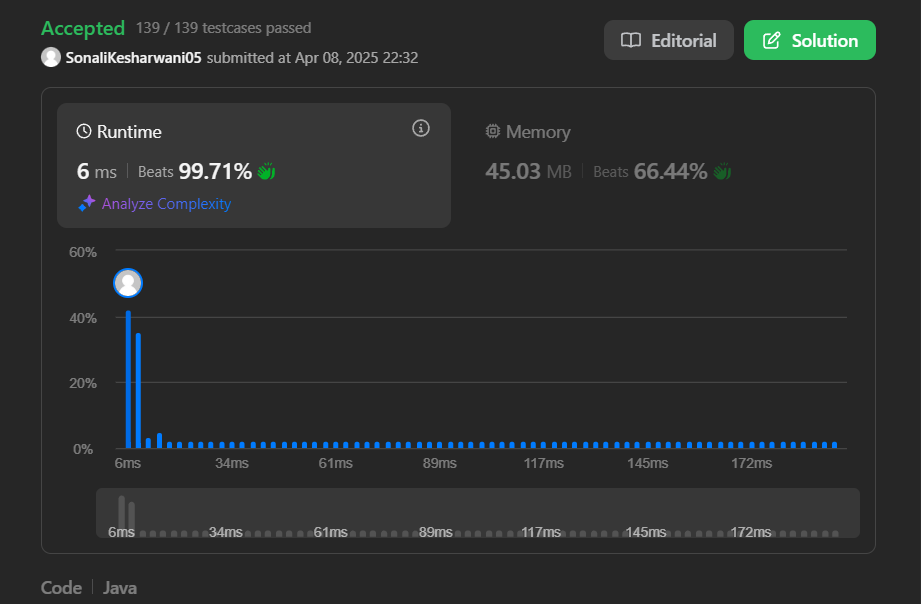 Accepted 139 / 139 testcases passed
SonaliKesharwani05 submitted at Apr 08, 2025 22:32
Editorial
Solution
Runtime
6 ms | Beats 99.71%
Analyze Complexity
Memory
45.03 MB | Beats 66.44%
60%
40%
20%
0%
6ms 34ms 61ms 89ms 117ms 145ms 172ms
6ms 34ms 61ms 89ms 117ms 145ms 172ms
Code | Java